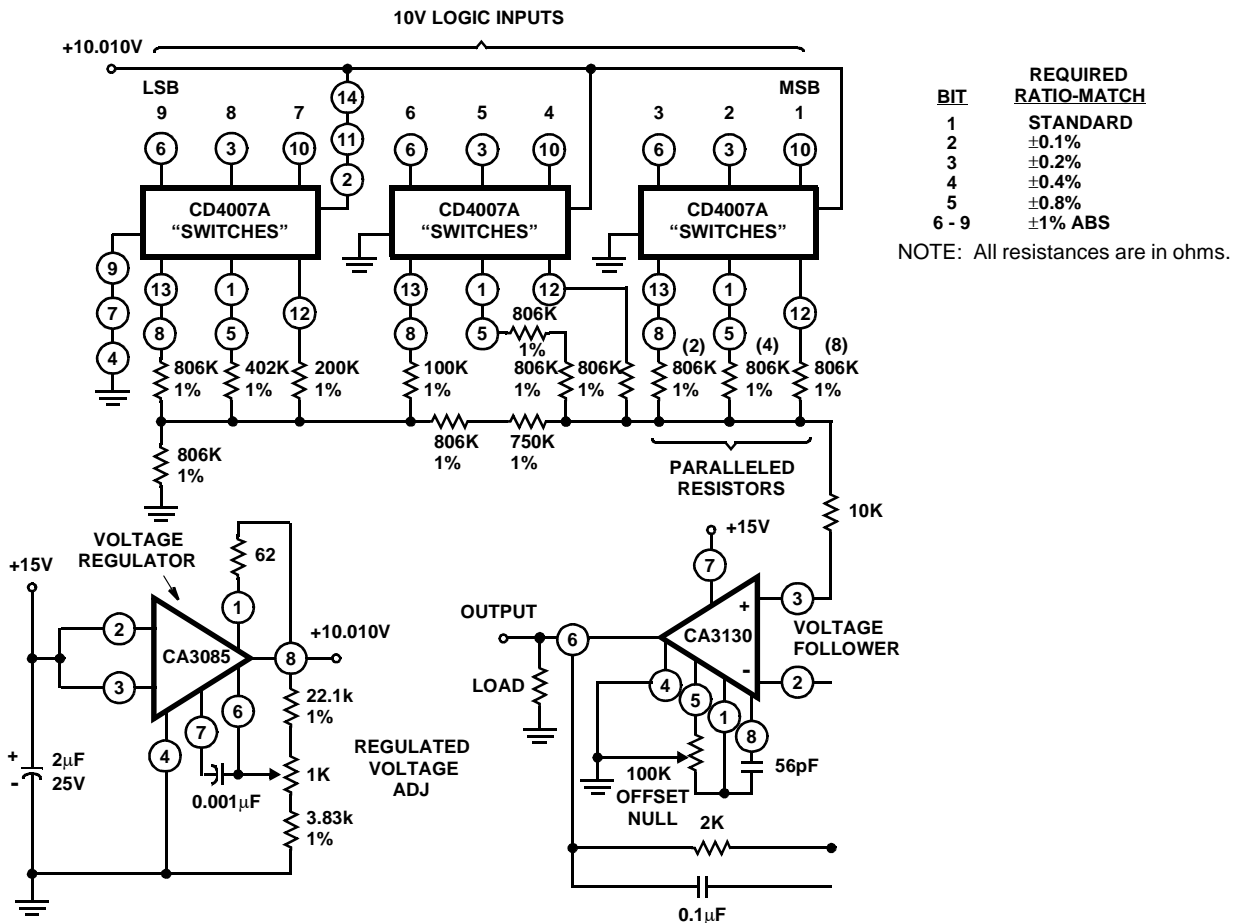 10V LOGIC INPUTS
+10.010V
LSB
MSB
9 8 7 6 5 4 3 2 1
6 3 10 6 3 10 6 3 10
14
11
2
CD4007A
"SWITCHES"
CD4007A
"SWITCHES"
CD4007A
"SWITCHES"
9
7
4
13 1 12
8 5
13 1 12
8 5
13 1 12
8 5
806K
1%
402K
1%
200K
1%
100K
1%
806K
1%
806K
1%
806K
(2)
806K
1%
(4)
806K
1%
(8)
806K
1%
806K
1%
750K
1%
806K
1%
PARALLELED
RESISTORS
10K
REQUIRED
BIT RATIO-MATCH
1 STANDARD
2 ±0.1%
3 ±0.2%
4 ±0.4%
5 ±0.8%
6 - 9 ±1% ABS
NOTE: All resistances are in ohms.
VOLTAGE
REGULATOR
+15V
62
1
2
3
CA3085
8
+10.010V
6
7
4
22.1k
1%
1K
3.83k
1%
0.001μF
+
-
2μF
25V
REGULATED
VOLTAGE
ADJ
+15V
7
OUTPUT
6
CA3130
+
-
3
2
VOLTAGE
FOLLOWER
LOAD
4
5
1
8
100K
OFFSET
NULL
56pF
2K
0.1μF